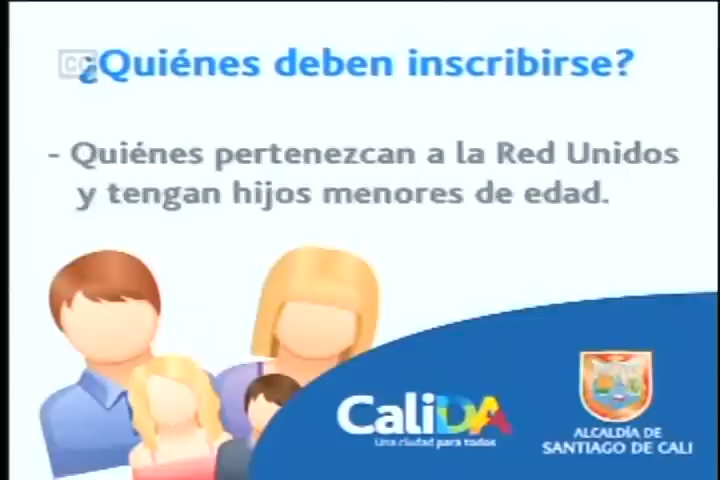 CC
¿Quiénes deben inscribirse?
- Quiénes pertenezcan a la Red Unidos
y tengan hijos menores de edad.
CaliDA
Una ciudad para todos
ALCALDÍA DE
SANTIAGO DE CALI